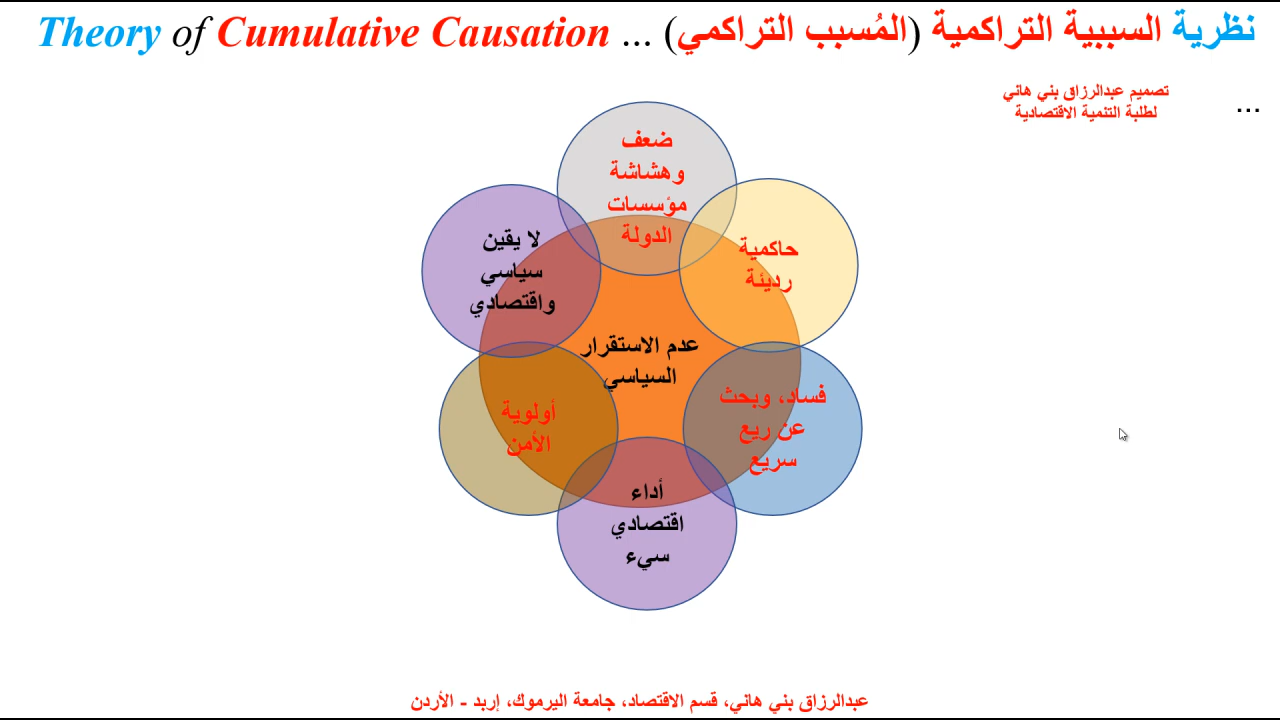 نظرية السببية التراكمية (المُسبب التراكمي) ... Theory of Cumulative Causation
تصميم عبدالرزاق بني هاني
لطلبة التنمية الاقتصادية
...
ضعف
وهشاشة
مؤسسات
الدولة
حاكمية
رديئة
لا يقين
سياسي
واقتصادي
عدم الاستقرار
السياسي
فساد، وبحث
عن ريع
سريع
أولوية
الأمن
أداء
اقتصادي
سيء
عبدالرزاق بني هاني، قسم الاقتصاد، جامعة اليرموك، إربد - الأردن